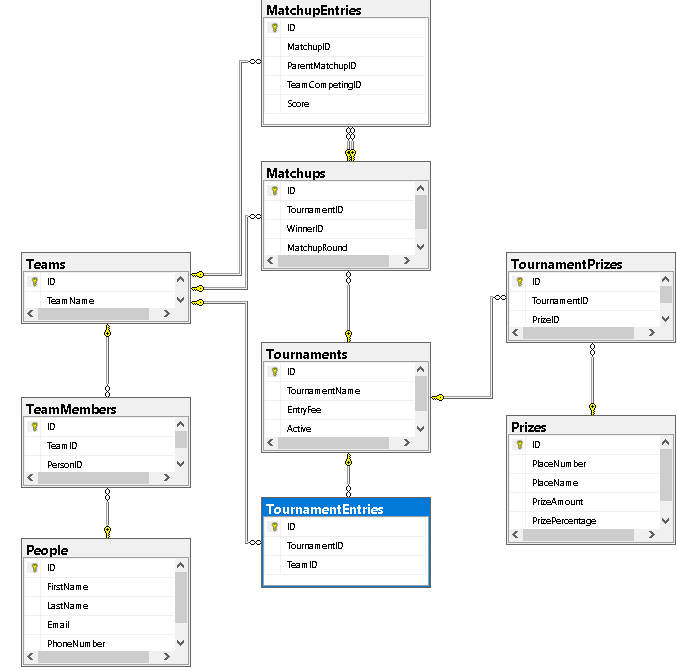 MatchupEntries
ID
MatchupID
ParentMatchupID
TeamCompetingID
Score
Matchups
ID
TournamentID
WinnerID
MatchupRound
Teams
ID
TeamName
TournamentPrizes
ID
TournamentID
PrizeID
Tournaments
ID
TournamentName
EntryFee
Active
TeamMembers
ID
TeamID
PersonID
Prizes
ID
PlaceNumber
PlaceName
PrizeAmount
PrizePercentage
TournamentEntries
ID
TournamentID
TeamID
People
ID
FirstName
LastName
Email
PhoneNumber